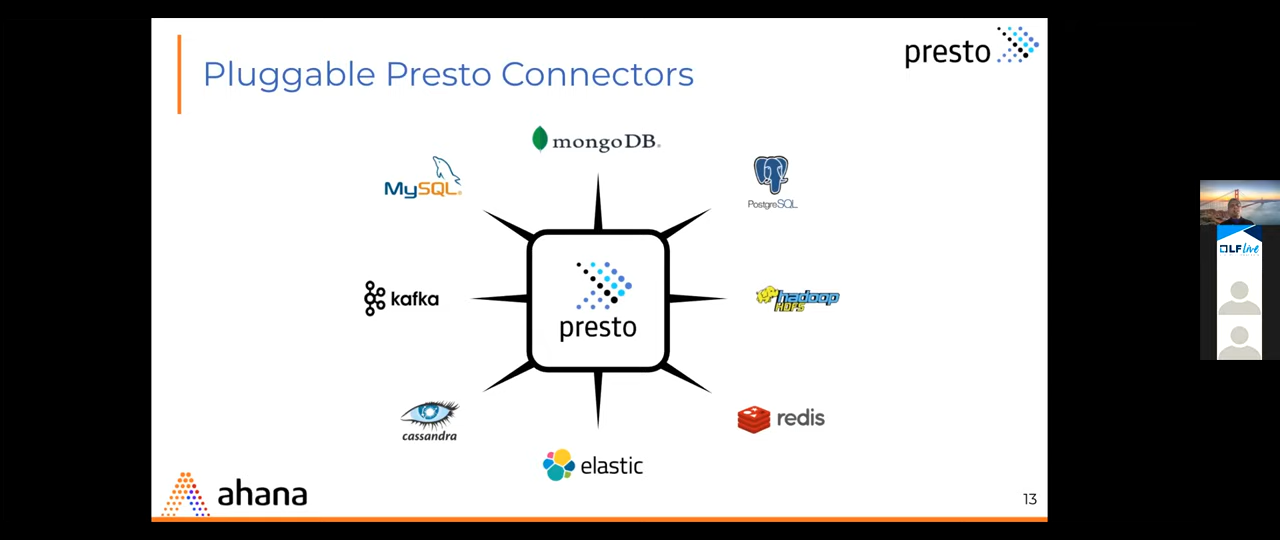 Pluggable Presto Connectors
presto
mongoDB®
MySQL®
PostgreSQL
kafka
presto
hadoop
HDFS
cassandra
redis
elastic
ahana
13
LF Live